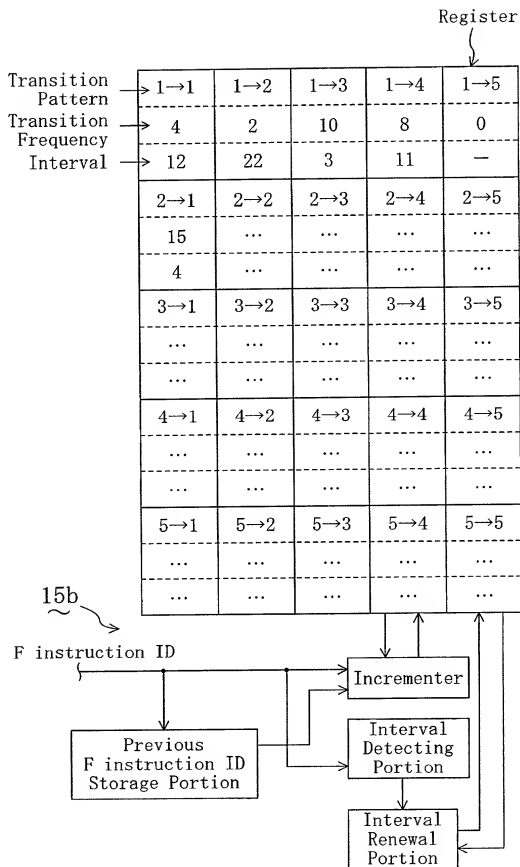 Register
Transition Pattern 1→1 1→2 1→3 1→4 1→5
Transition Frequency 4 2 10 8 0
Interval 12 22 3 11 —
2→1 2→2 2→3 2→4 2→5
15 ... ... ... ...
4 ... ... ... ...
3→1 3→2 3→3 3→4 3→5
... ... ... ... ...
... ... ... ... ...
4→1 4→2 4→3 4→4 4→5
... ... ... ... ...
... ... ... ... ...
5→1 5→2 5→3 5→4 5→5
... ... ... ... ...
... ... ... ... ...
15b
F instruction ID
Incrementer
Previous
F instruction ID
Storage Portion
Interval
Detecting
Portion
Interval
Renewal
Portion